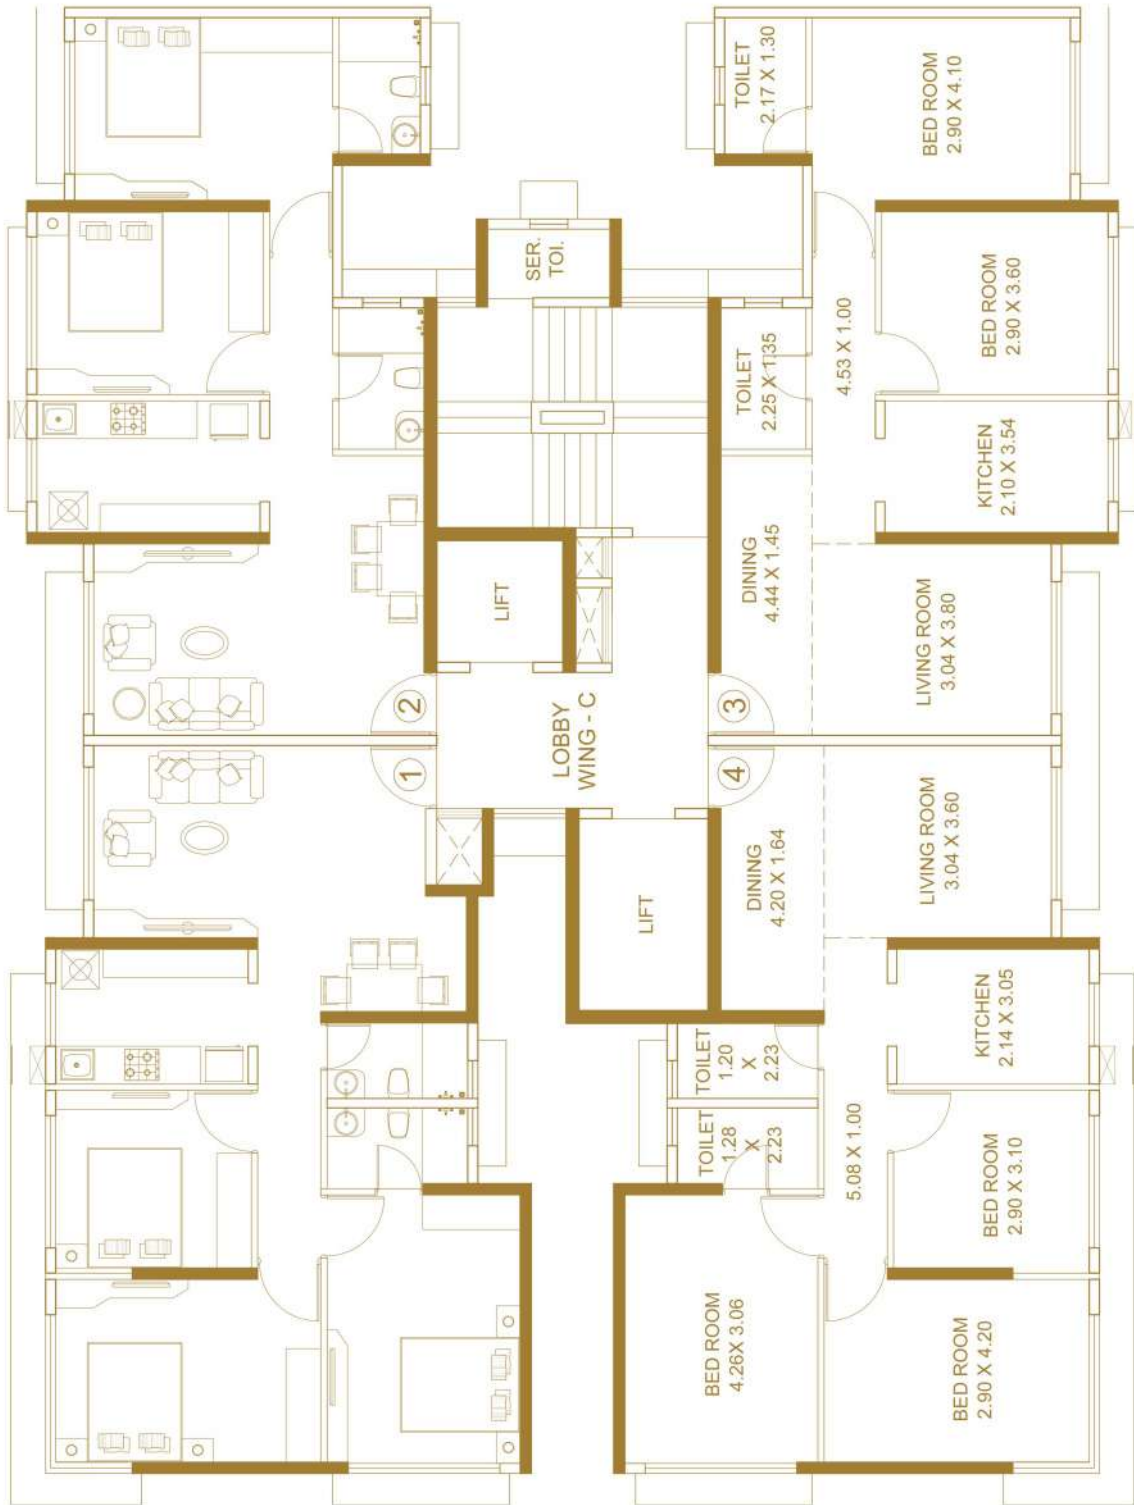 TOILET
2.17 X 1.30
BED ROOM
2.90 X 4.10
SER.
TOI.
TOILET
2.25 X 1.35
4.53 X 1.00
BED ROOM
2.90 X 3.60
KITCHEN
2.10 X 3.54
LIFT
DINING
4.44 X 1.45
LIVING ROOM
3.04 X 3.80
2
3
LOBBY
WING - C
1
4
LIFT
DINING
4.20 X 1.64
LIVING ROOM
3.04 X 3.60
KITCHEN
2.14 X 3.05
TOILET
1.20
X
2.23
TOILET
1.28
X
2.23
5.08 X 1.00
BED ROOM
2.90 X 3.10
BED ROOM
4.26X 3.06
BED ROOM
2.90 X 4.20